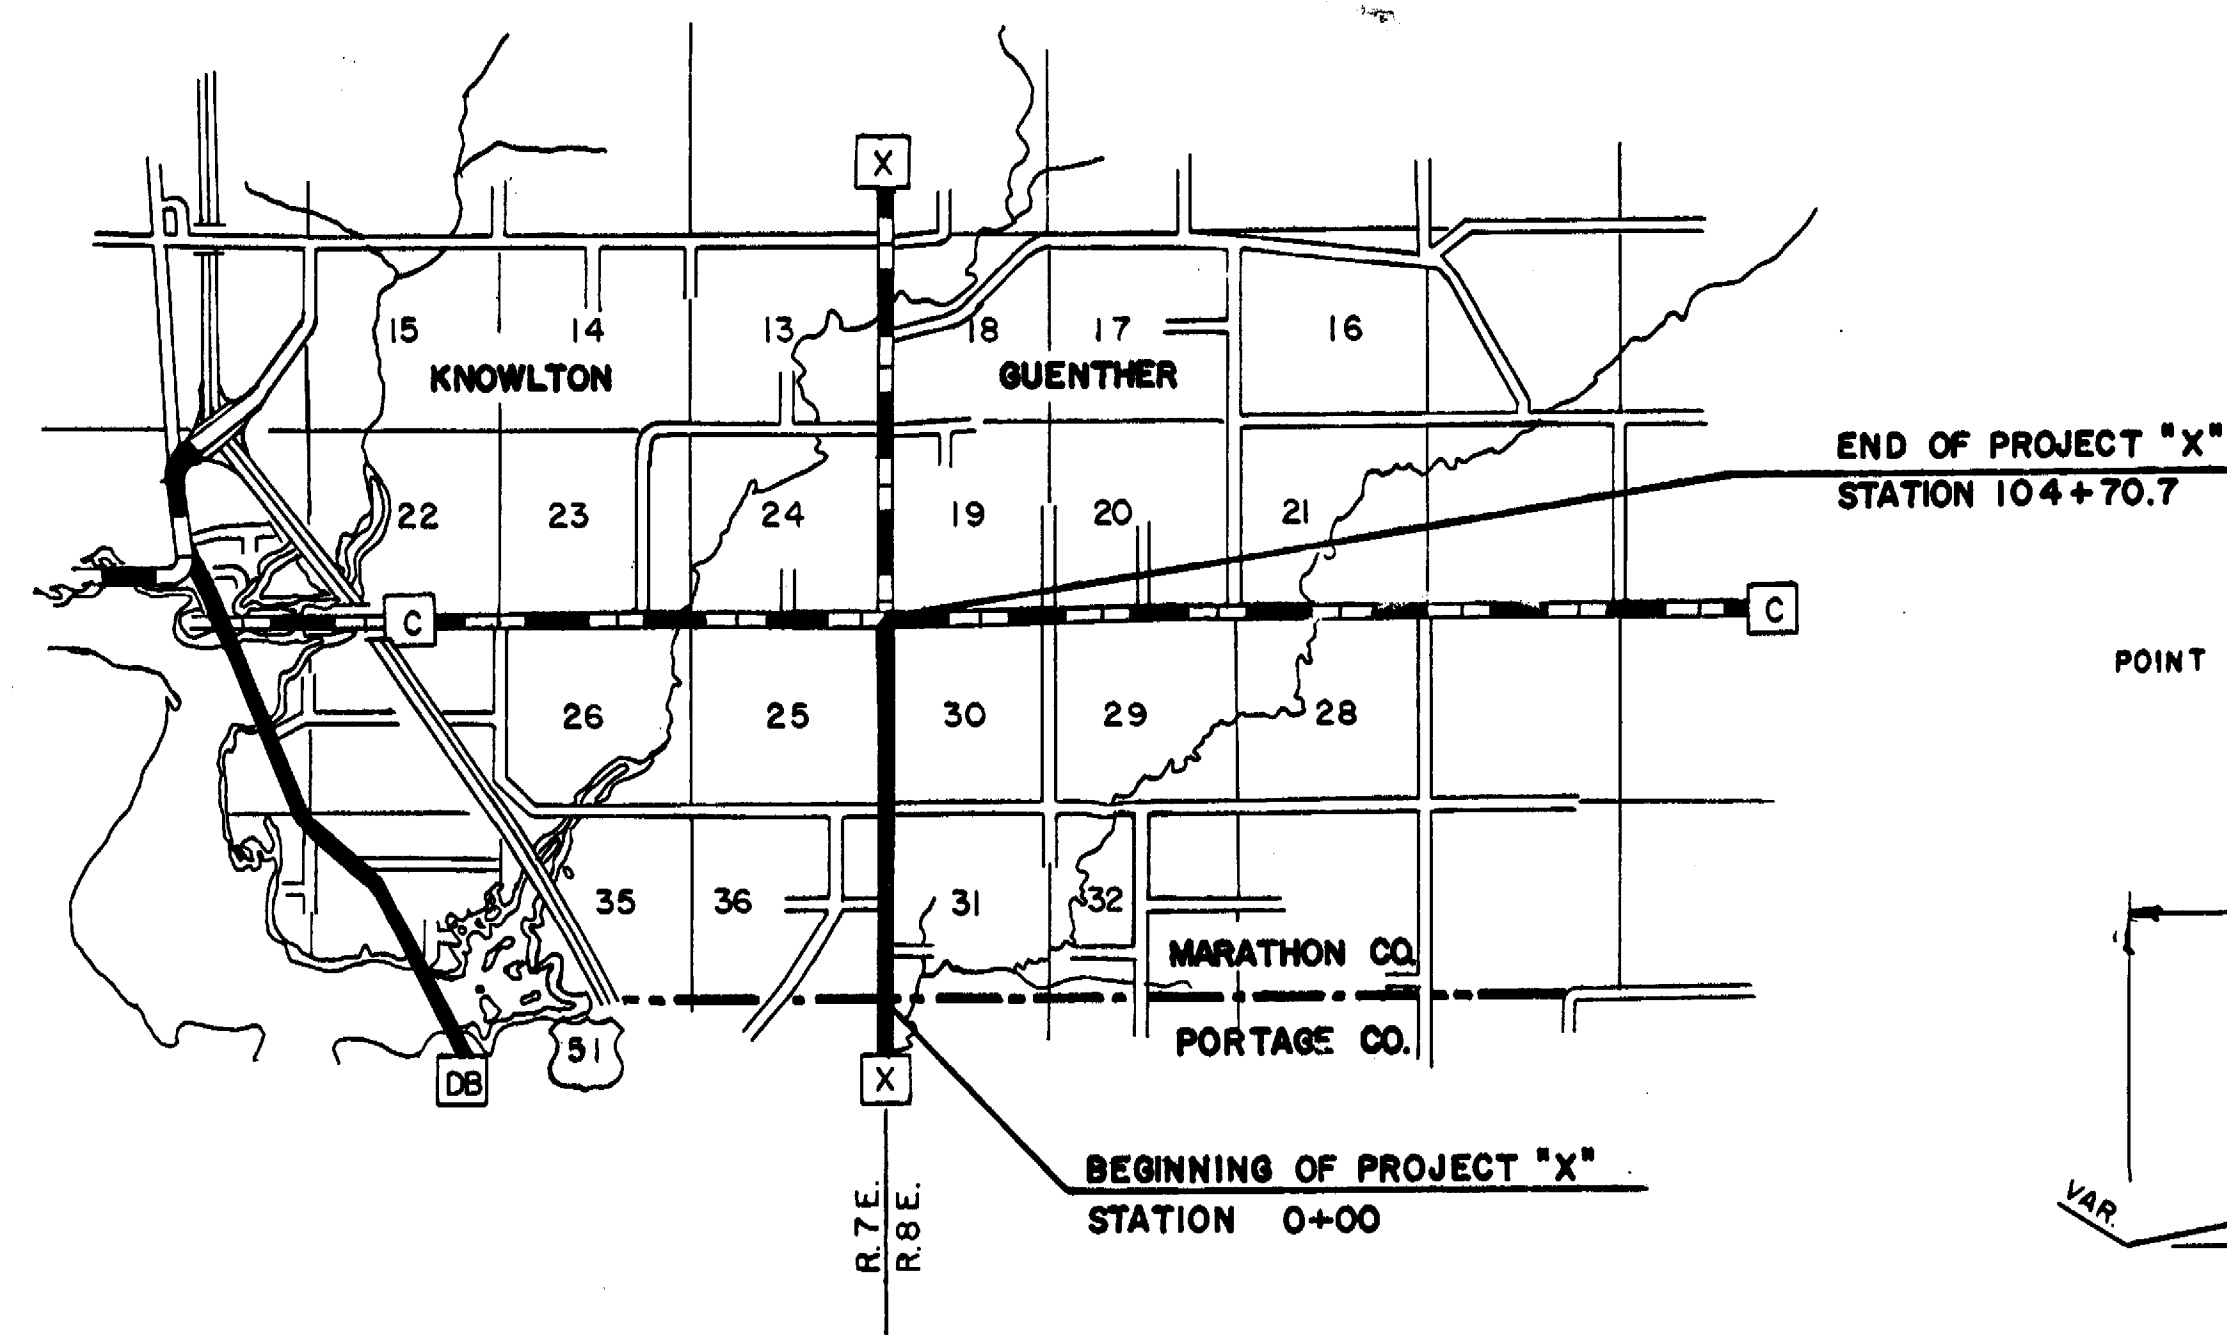 X
15
14
13
18
17
16
KNOWLTON
GUENTHER
END OF PROJECT "X"
STATION 104+70.7
22
23
24
19
20
21
C
C
POINT
26
25
30
29
28
35
36
31
32
MARATHON CO.
PORTAGE CO.
51
DB
X
BEGINNING OF PROJECT "X"
STATION 0+00
R.7E.
R.8E.
VAR.